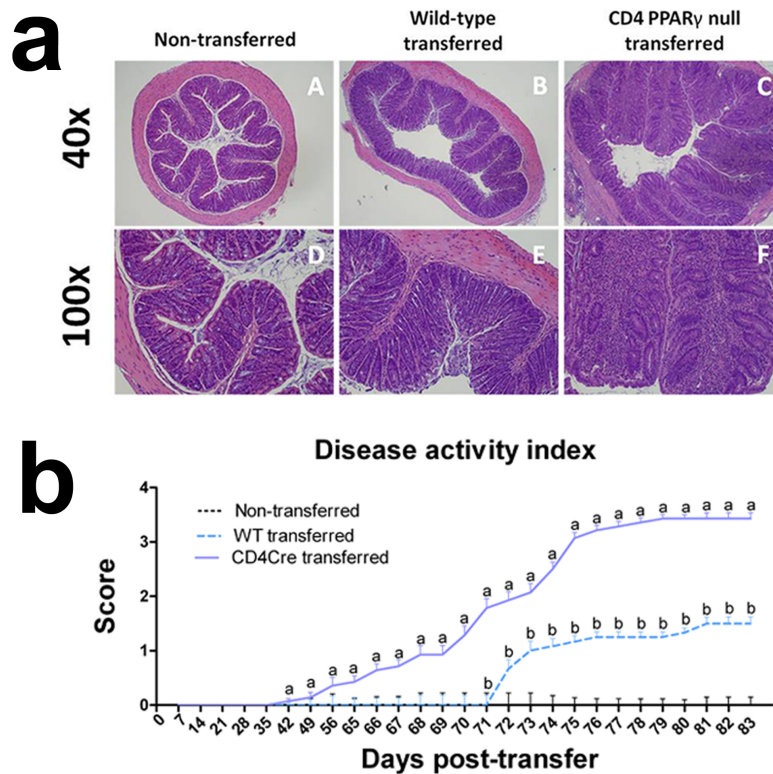 a
Non-transferred
Wild-type
transferred
CD4 PPARγ null
transferred
40x
A
B
C
100x
D
E
F
b
Disease activity index
Non-transferred
WT transferred
CD4Cre transferred
Score
4
3
2
1
0
a a a a a a a a a a a a a a a a a a a a a a
b b b b b b b b b b b b b
0 7 14 21 28 35 42 49 56 65 66 67 68 69 70 71 72 73 74 75 76 77 78 79 80 81 82 83
Days post-transfer